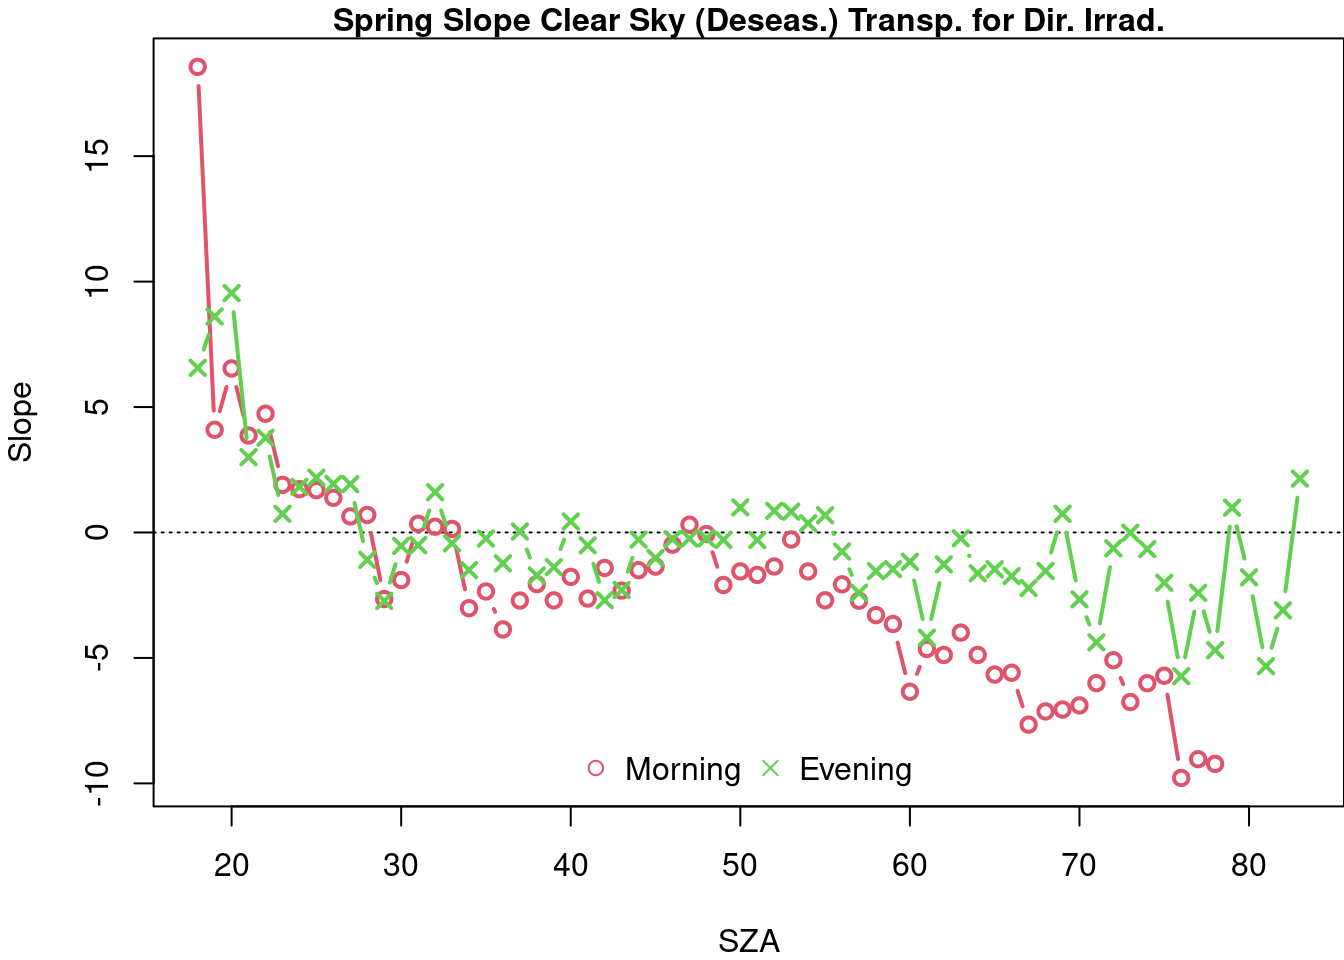 Spring Slope Clear Sky (Deseas.) Transp. for Dir. Irrad.
15
10
5
0
-5
-10
Slope
Morning Evening
20 30 40 50 60 70 80
SZA